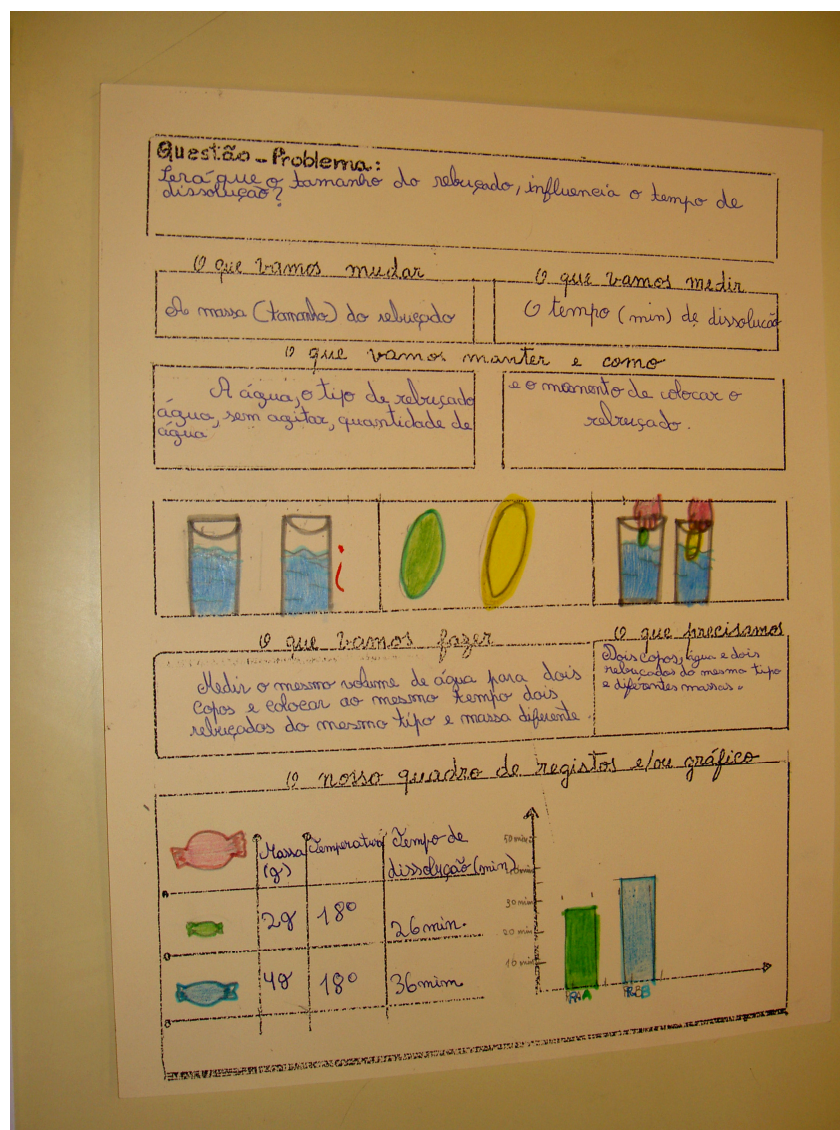 Questão-Problema:
Será que o tamanho do rebuçado, influencia o tempo de
dissolução?
O que vamos mudar
A massa (tamanho) do rebuçado
O que vamos medir
O tempo (min) de dissolução
O que vamos manter e como
A água, o tipo de rebuçado
água, sem agitar, quantidade de
água
e o momento de colocar o
rebuçado.
O que vamos fazer
Medir o mesmo volume de água para dois
copos e colocar ao mesmo tempo dois
rebuçados do mesmo tipo e massa diferente.
O que precisamos
Dois copos, água e dois
rebuçados do mesmo tipo
e diferentes massas.
O nosso quadro de registos e/ou gráfico
Massa
(g)
Temperatura
Tempo de
dissolução (min)
A
2g
18º
26 min.
B
4g
18º
36 min
50 min
30 min
20 min
10 min
R.A
R.B